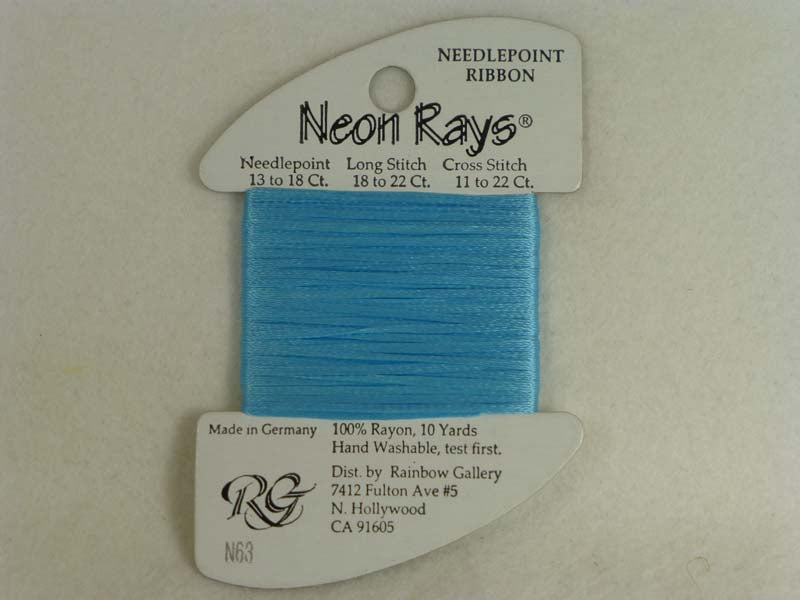 NEEDLEPOINT
RIBBON
Neon Rays®
Needlepoint Long Stitch Cross Stitch
13 to 18 Ct. 18 to 22 Ct. 11 to 22 Ct.
Made in Germany
100% Rayon, 10 Yards
Hand Washable, test first.
Dist. by Rainbow Gallery
7412 Fulton Ave #5
N. Hollywood
CA 91605
RG
N63